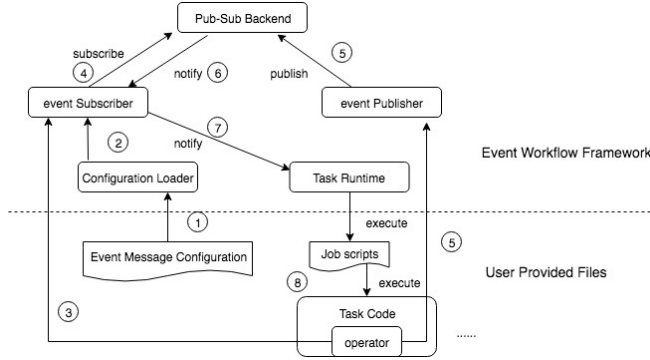 Pub-Sub Backend
subscribe
4
notify 6
5
publish
event Subscriber
event Publisher
2
7
notify
Event Workflow Framework
Configuration Loader
Task Runtime
1
execute
5
Event Message Configuration
Job scripts
User Provided Files
8
execute
3
Task Code
operator
......